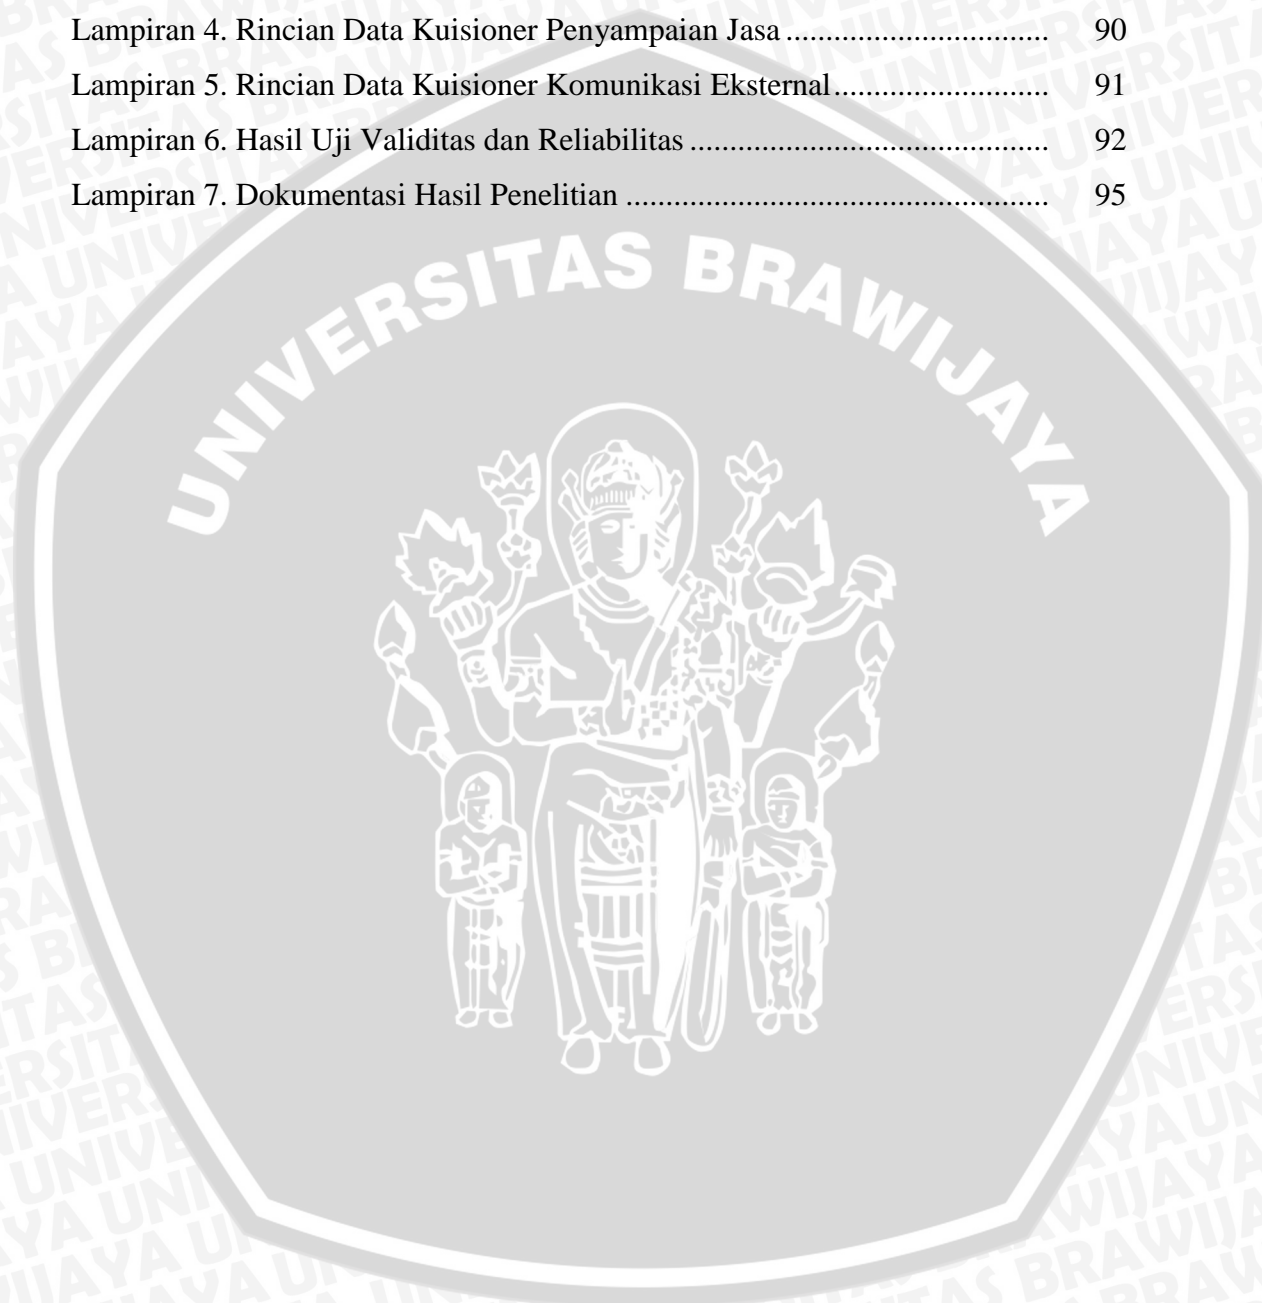 Lampiran 4. Rincian Data Kuisioner Penyampaian Jasa ................................. 90
Lampiran 5. Rincian Data Kuisioner Komunikasi Eksternal........................... 91
Lampiran 6. Hasil Uji Validitas dan Reliabilitas ............................................. 92
Lampiran 7. Dokumentasi Hasil Penelitian ..................................................... 95
UNIVERSITAS BRAWIJAYA